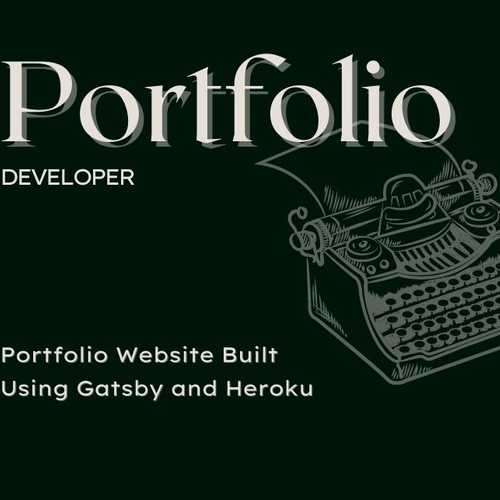 Portfolio
DEVELOPER
Portfolio Website Built
Using Gatsby and Heroku